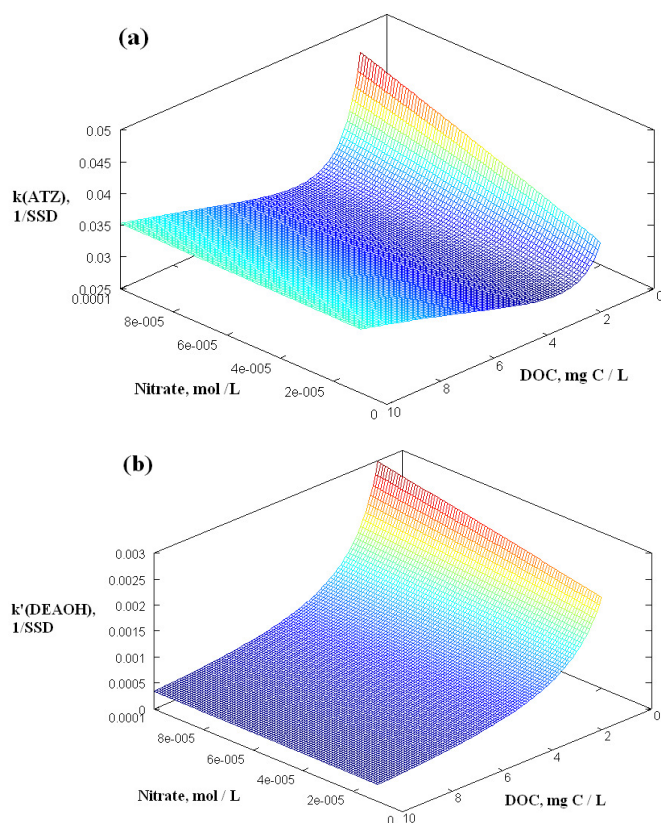 (a)
0.05
0.045
0.04
0.035
0.03
0.025
k(ATZ),
1/SSD
0.0001
8e-005
6e-005
4e-005
2e-005
0
Nitrate, mol /L
10
8
6
4
2
0
DOC, mg C / L
(b)
0.003
0.0025
0.002
0.0015
0.001
0.0005
0
k'(DEAOH),
1/SSD
0.0001
8e-005
6e-005
4e-005
2e-005
0
Nitrate, mol / L
10
8
6
4
2
0
DOC, mg C / L